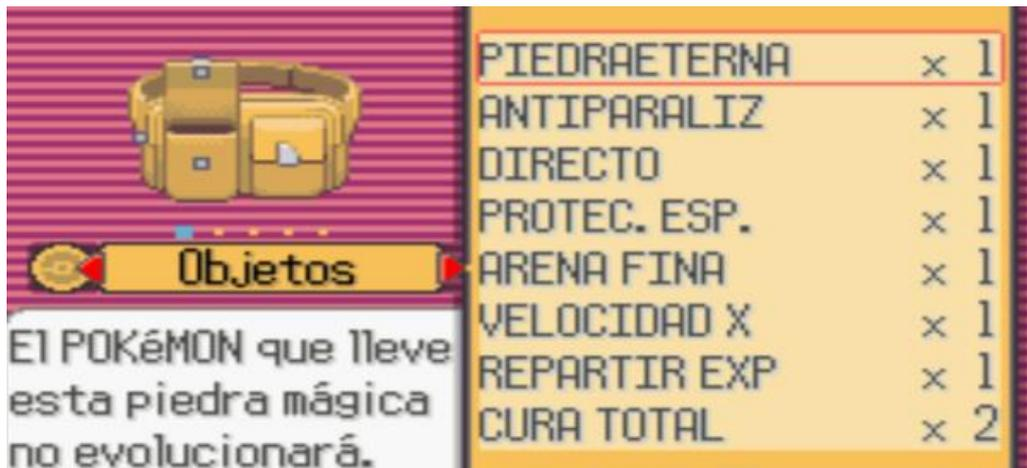 Objetos
El POKéMON que lleve
esta piedra mágica
no evolucionará.
PIEDRAETERNA x 1
ANTIPARALIZ x 1
DIRECTO x 1
PROTEC. ESP. x 1
ARENA FINA x 1
VELOCIDAD X x 1
REPARTIR EXP x 1
CURA TOTAL x 2